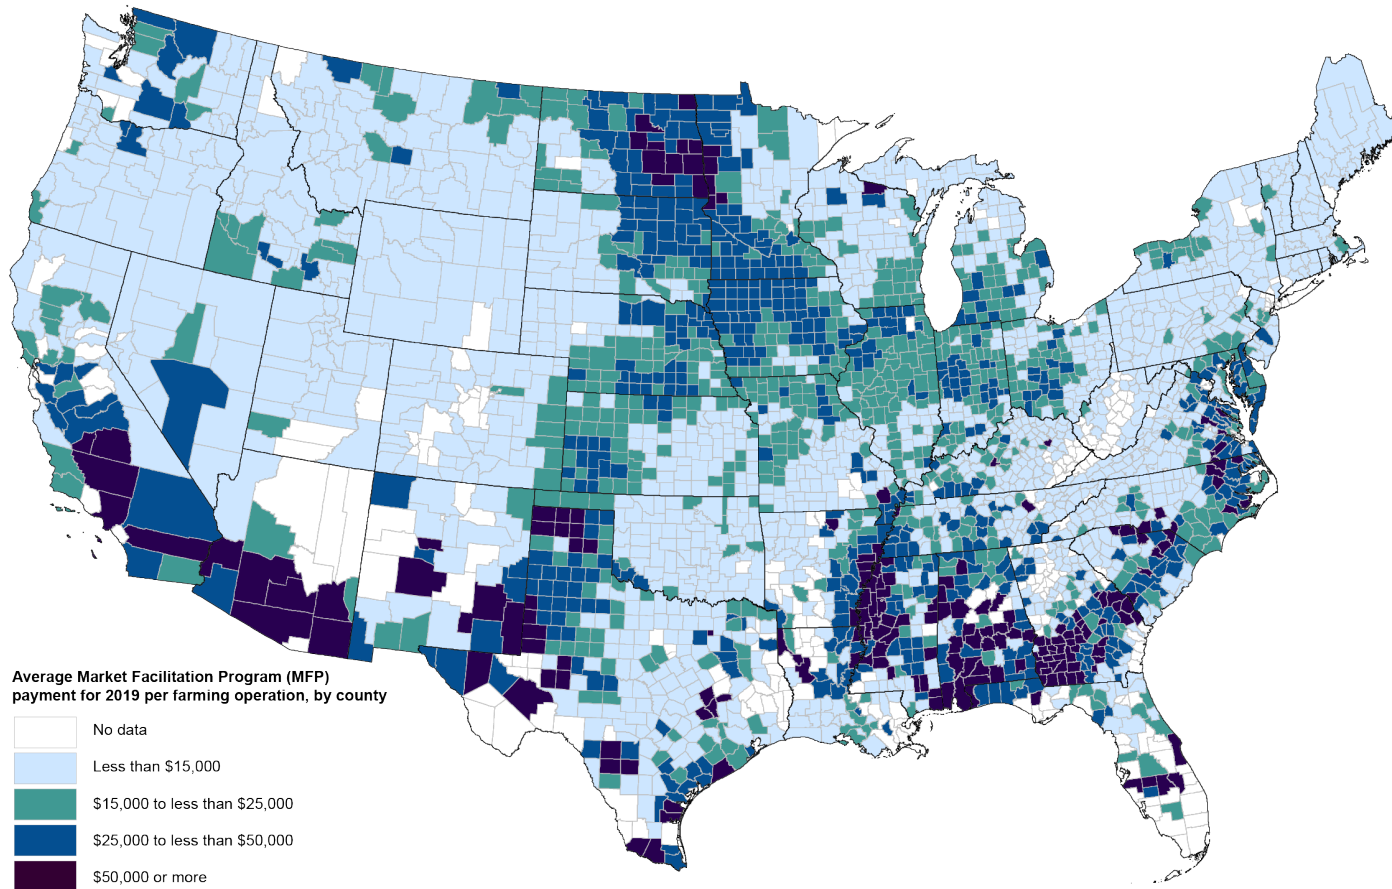 Average Market Facilitation Program (MFP)
payment for 2019 per farming operation, by county
No data
Less than $15,000
$15,000 to less than $25,000
$25,000 to less than $50,000
$50,000 or more